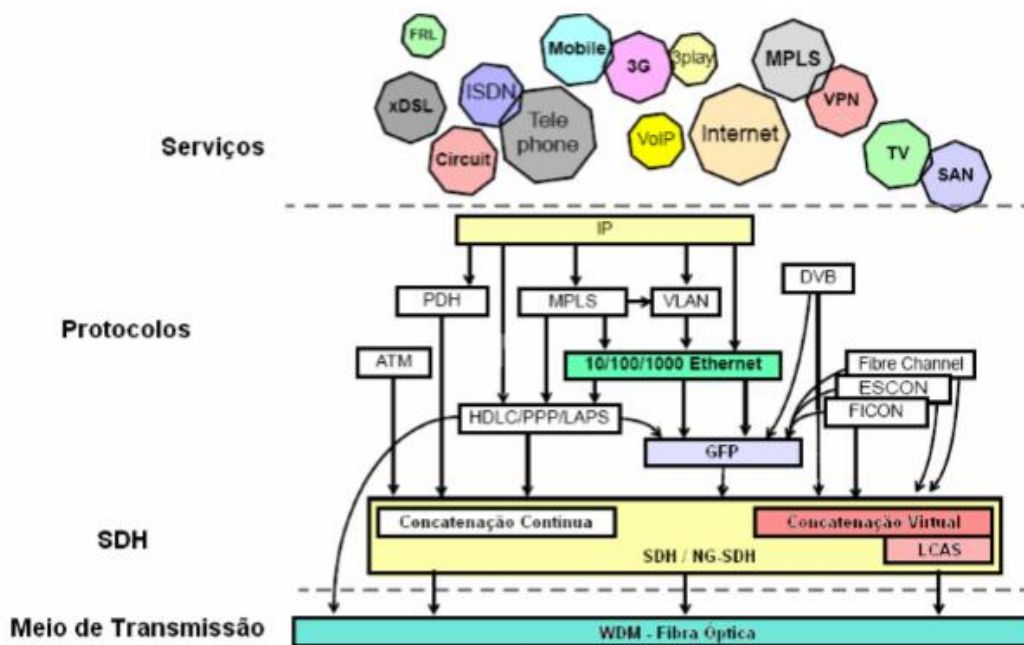 FRL
Mobile
3G
3play
MPLS
xDSL
ISDN
Tele
phone
VoIP
Internet
VPN
Circuit
TV
SAN
Serviços
IP
DVB
PDH
MPLS
VLAN
Protocolos
ATM
10/100/1000 Ethernet
Fibre Channel
ESCON
FICON
HDLC/PPP/LAPS
GFP
Concatenação Contínua
Concatenação Virtual
SDH
LCAS
SDH / NG-SDH
Meio de Transmissão
WDM - Fibra Óptica